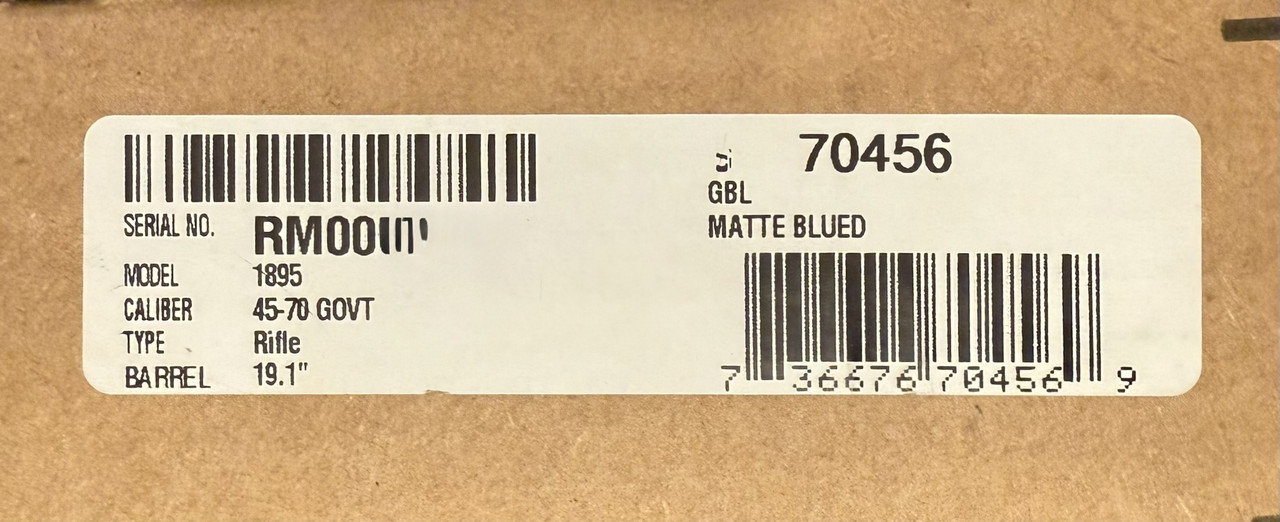 SERIAL NO.
MODEL 1895
CALIBER 45-70 GOVT
TYPE Rifle
BARREL 19.1"
70456
GBL
MATTE BLUED
7 36676 70456 9